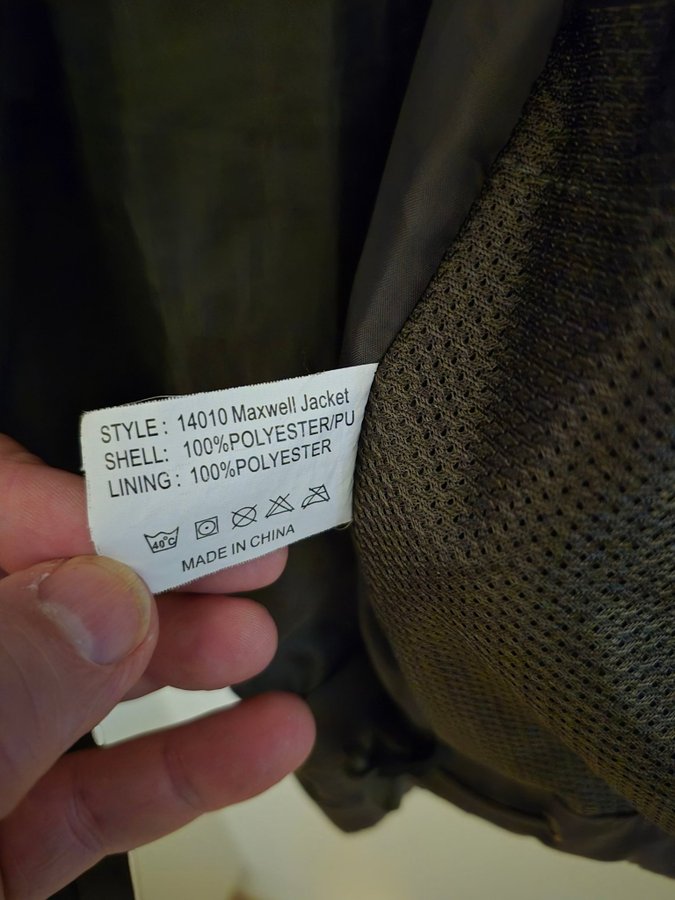 STYLE: 14010 Maxwell Jacket
SHELL: 100%POLYESTER/PU
LINING: 100%POLYESTER
40°C
MADE IN CHINA